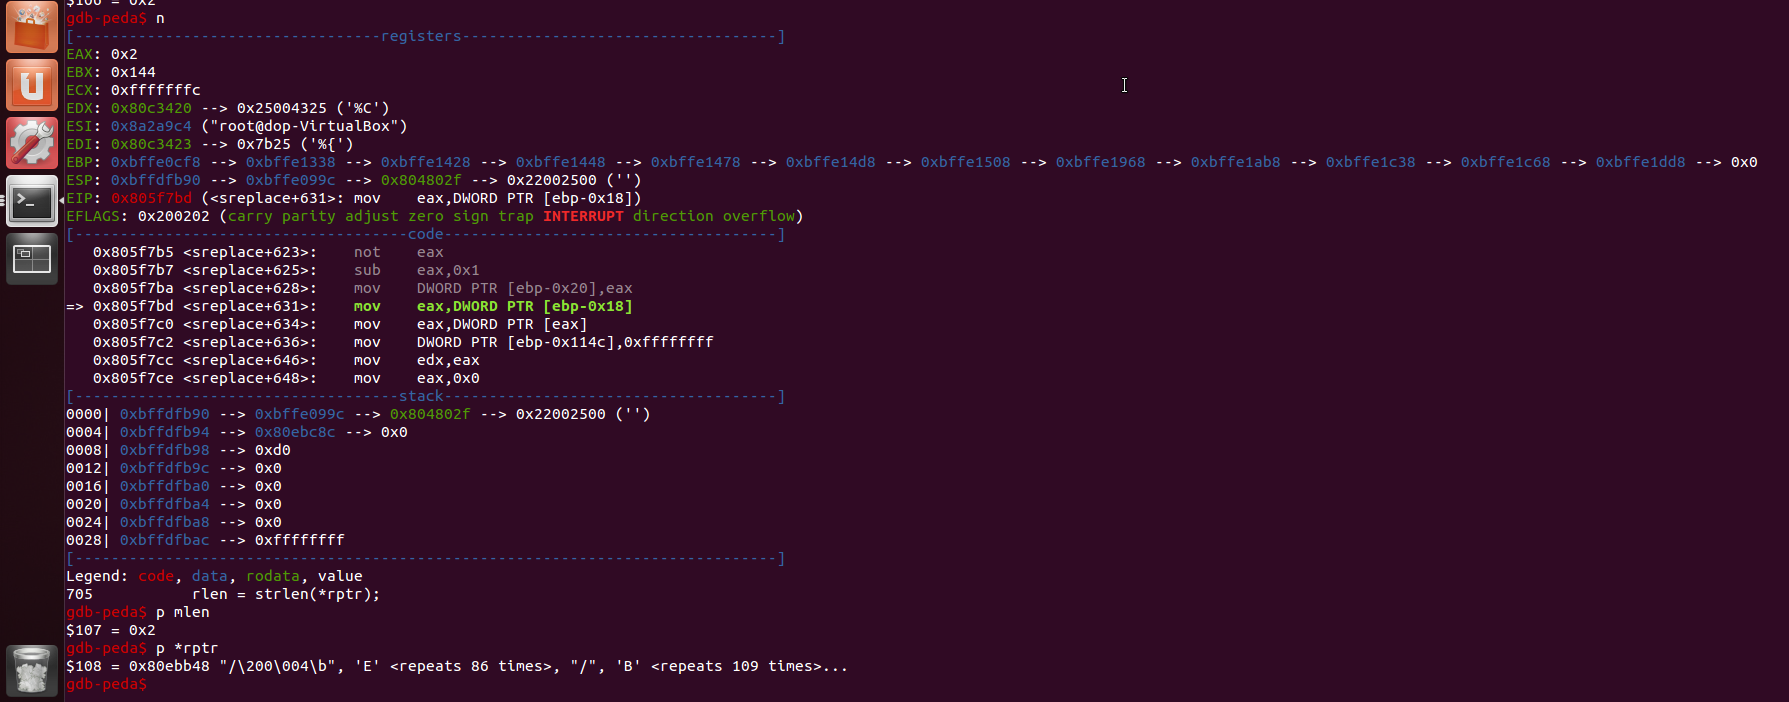 $106 = 0x2
gdb-peda$ n
[----------------------------------registers-----------------------------------]
EAX: 0x2
EBX: 0x144
ECX: 0xfffffffc
EDX: 0x80c3420 --> 0x25004325 ('%C')
ESI: 0x8a2a9c4 ("root@dop-VirtualBox")
EDI: 0x80c3423 --> 0x7b25 ('%{')
EBP: 0xbffe0cf8 --> 0xbffe1338 --> 0xbffe1428 --> 0xbffe1448 --> 0xbffe1478 --> 0xbffe14d8 --> 0xbffe1508 --> 0xbffe1968 --> 0xbffe1ab8 --> 0xbffe1c38 --> 0xbffe1c68 --> 0xbffe1dd8 --> 0x0
ESP: 0xbffdfb90 --> 0xbffe099c --> 0x804802f --> 0x22002500 ('')
EIP: 0x805f7bd (<sreplace+631>: mov    eax,DWORD PTR [ebp-0x18])
EFLAGS: 0x200202 (carry parity adjust zero sign trap INTERRUPT direction overflow)
[-------------------------------------code-------------------------------------]
   0x805f7b5 <sreplace+623>:    not    eax
   0x805f7b7 <sreplace+625>:    sub    eax,0x1
   0x805f7ba <sreplace+628>:    mov    DWORD PTR [ebp-0x20],eax
=> 0x805f7bd <sreplace+631>:    mov    eax,DWORD PTR [ebp-0x18]
   0x805f7c0 <sreplace+634>:    mov    eax,DWORD PTR [eax]
   0x805f7c2 <sreplace+636>:    mov    DWORD PTR [ebp-0x114c],0xffffffff
   0x805f7cc <sreplace+646>:    mov    edx,eax
   0x805f7ce <sreplace+648>:    mov    eax,0x0
[------------------------------------stack-------------------------------------]
0000| 0xbffdfb90 --> 0xbffe099c --> 0x804802f --> 0x22002500 ('')
0004| 0xbffdfb94 --> 0x80ebc8c --> 0x0
0008| 0xbffdfb98 --> 0xd0
0012| 0xbffdfb9c --> 0x0
0016| 0xbffdfba0 --> 0x0
0020| 0xbffdfba4 --> 0x0
0024| 0xbffdfba8 --> 0x0
0028| 0xbffdfbac --> 0xffffffff
[------------------------------------------------------------------------------]
Legend: code, data, rodata, value
705           rlen = strlen(*rptr);
gdb-peda$ p mlen
$107 = 0x2
gdb-peda$ p *rptr
$108 = 0x80ebb48 "/\200\004\b", 'E' <repeats 86 times>, "/", 'B' <repeats 109 times>...
gdb-peda$